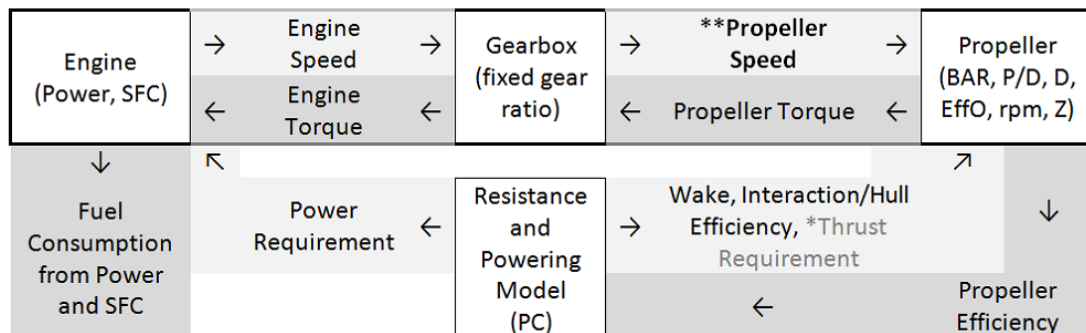 Engine
(Power, SFC)
→ Engine Speed →
← Engine Torque ←
Gearbox
(fixed gear
ratio)
→ **Propeller Speed →
← Propeller Torque ←
Propeller
(BAR, P/D, D,
EffO, rpm, Z)
↓
Fuel
Consumption
from Power
and SFC
↖
Power
Requirement
←
Resistance
and
Powering
Model
(PC)
→
Wake, Interaction/Hull
Efficiency, *Thrust
Requirement
↗
↓
←
Propeller
Efficiency